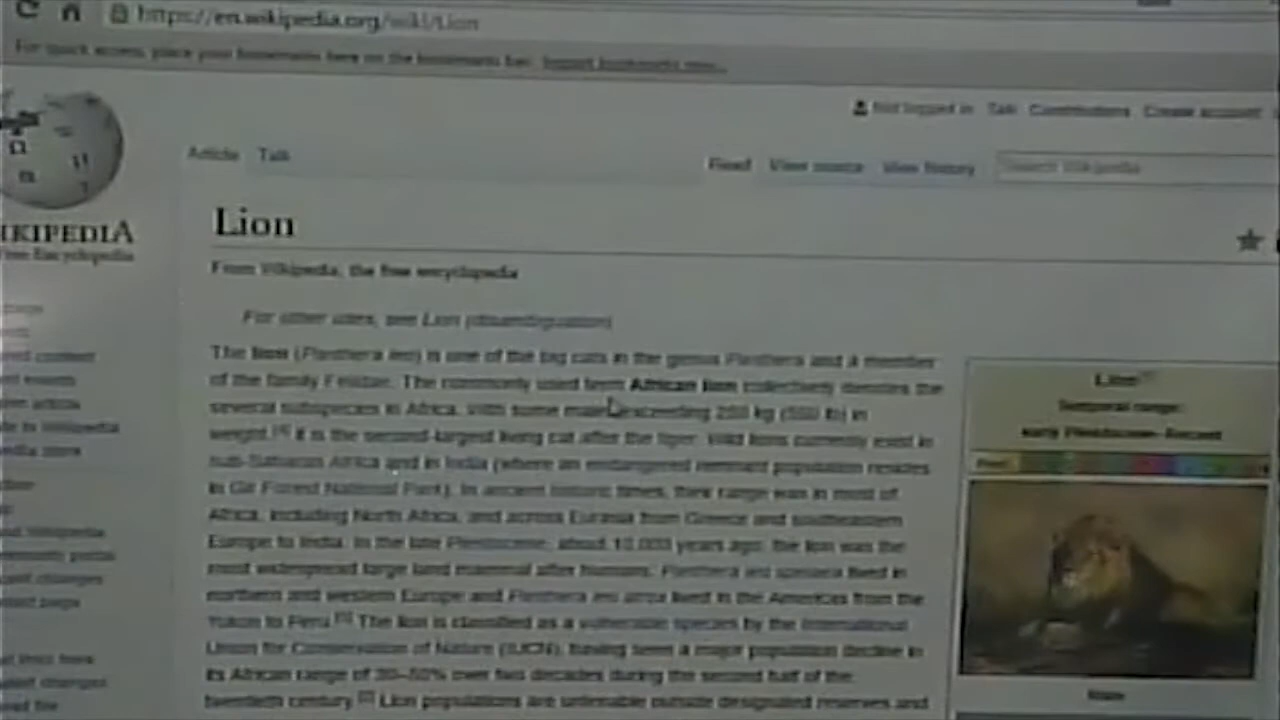 https://en.wikipedia.org/wiki/Lion
For quick access, place your bookmarks here on the bookmarks bar. Import bookmarks now...
Not logged in Talk Contributions Create account
Article Talk
Read View source View history Search Wikipedia
Ω
IKIPEDIA
Free Encyclopedia
Lion
From Wikipedia, the free encyclopedia
For other uses, see Lion (disambiguation)
The lion (Panthera leo) is one of the big cats in the genus Panthera and a member
of the family Felidae. The commonly used term African lion collectively denotes the
several subspecies in Africa. With some males exceeding 250 kg (550 lb) in
weight,[4] it is the second-largest living cat after the tiger. Wild lions currently exist in
sub-Saharan Africa and in India (where an endangered remnant population resides
in Gir Forest National Park). In ancient historic times, their range was in most of
Africa, including North Africa, and across Eurasia from Greece and southeastern
Europe to India. In the late Pleistocene, about 10,000 years ago, the lion was the
most widespread large land mammal after humans. Panthera leo spelaea lived in
northern and western Europe and Panthera leo atrox lived in the Americas from the
Yukon to Peru.[5] The lion is classified as a vulnerable species by the International
Union for Conservation of Nature (IUCN), having seen a major population decline in
its African range of 30–50% over two decades during the second half of the
twentieth century. Lion populations are untenable outside designated reserves and
Lion
Temporal range:
early Pleistocene–Recent
Male